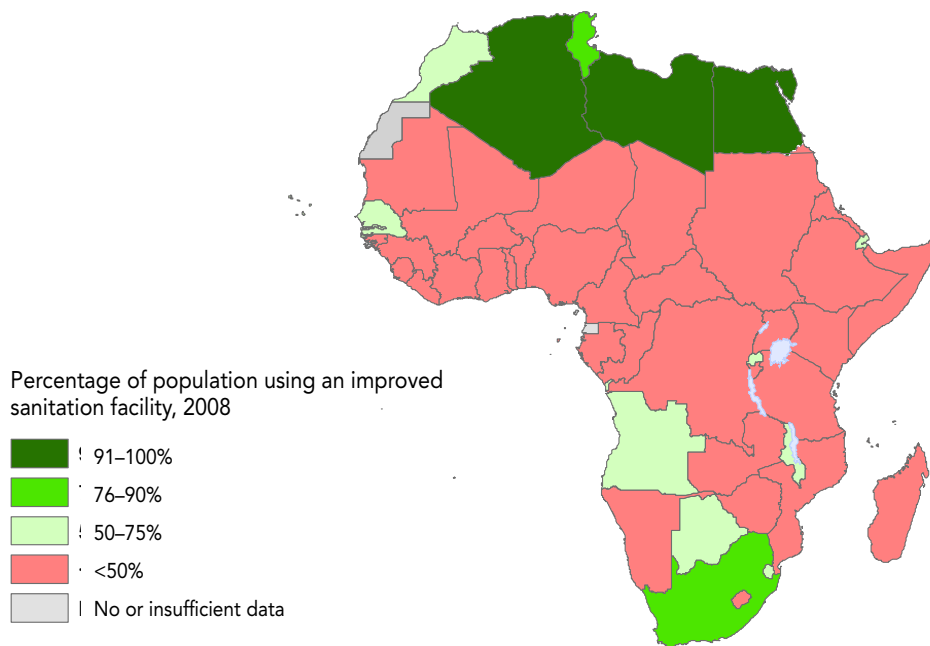 Percentage of population using an improved
sanitation facility, 2008
91–100%
76–90%
50–75%
<50%
No or insufficient data